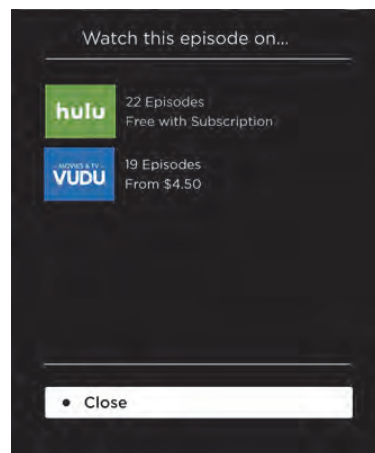 Watch this episode on...
hulu
22 Episodes
Free with Subscription
MOVIES & TV
VUDU
19 Episodes
From $4.50
• Close